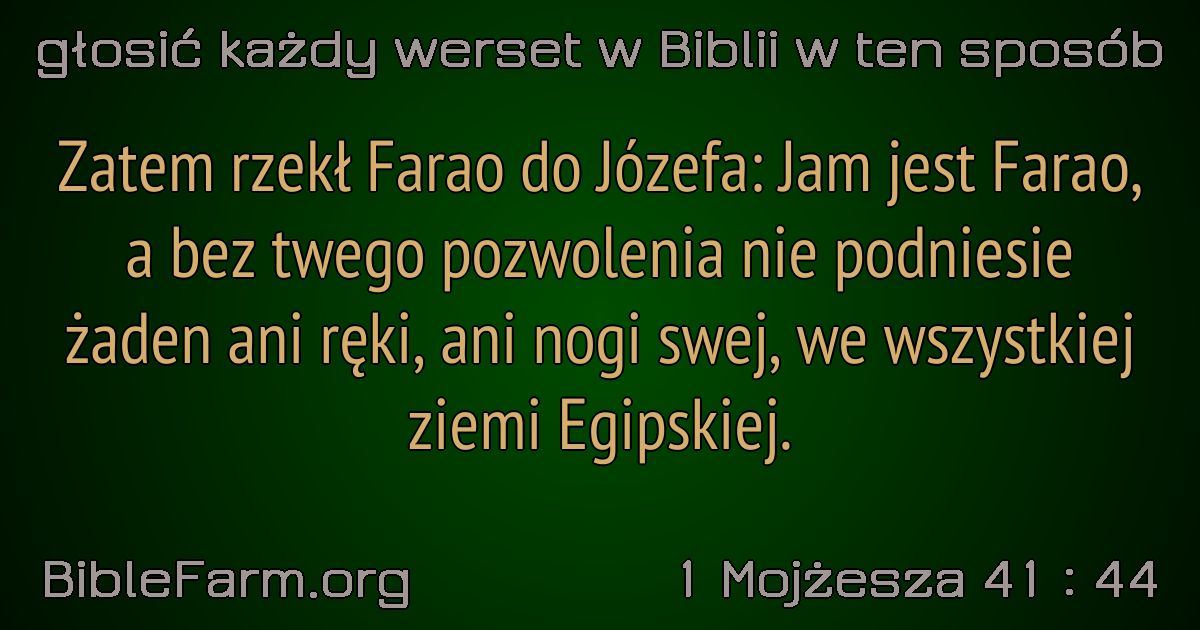 głosić każdy werset w Biblii w ten sposób
Zatem rzekł Farao do Józefa: Jam jest Farao,
a bez twego pozwolenia nie podniesie
żaden ani ręki, ani nogi swej, we wszystkiej
ziemi Egipskiej.
BibleFarm.org
1 Mojżesza 41 : 44